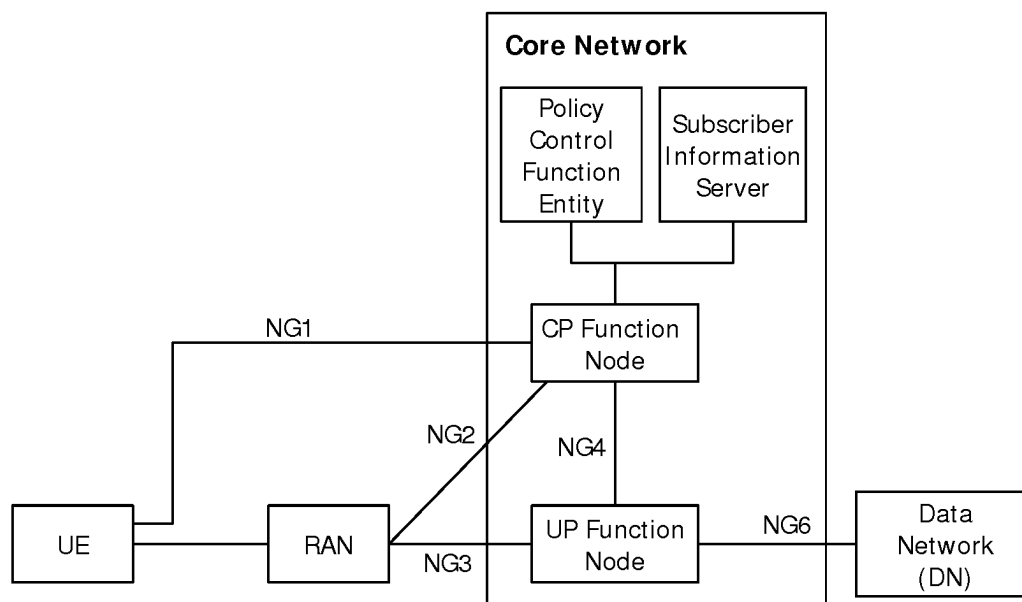 Core Network
Policy
Control
Function
Entity
Subscriber
Information
Server
NG1
CP Function
Node
NG2
NG4
UE
RAN
NG3
UP Function
Node
NG6
Data
Network
(DN)